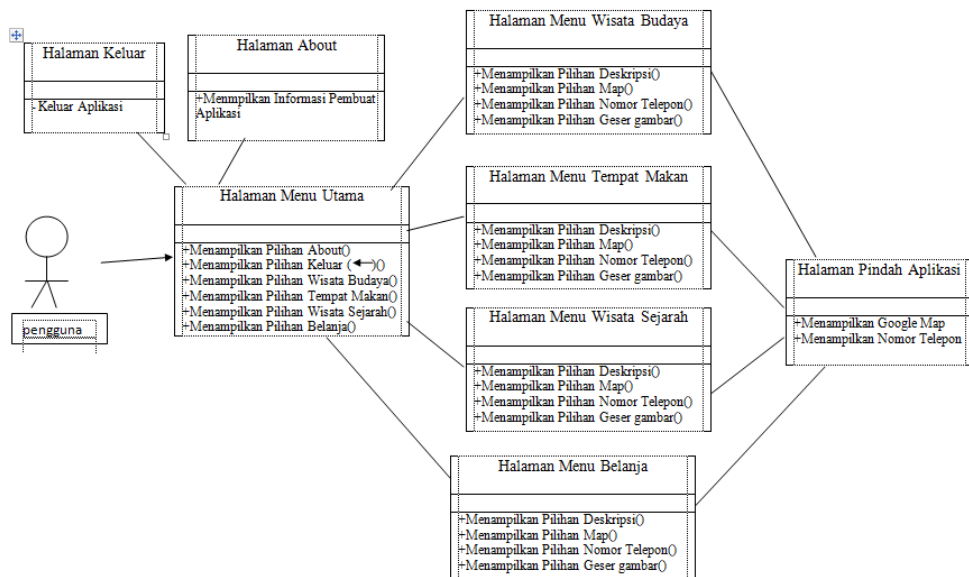 Halaman Keluar
- Keluar Aplikasi
Halaman About
+Menmpilkan Informasi Pembuat
Aplikasi
Halaman Menu Wisata Budaya
+Menampilkan Pilihan Deskripsi()
+Menampilkan Pilihan Map()
+Menampilkan Pilihan Nomor Telepon()
+Menampilkan Pilihan Geser gambar()
Halaman Menu Utama
+Menampilkan Pilihan About()
+Menampilkan Pilihan Keluar (←)()
+Menampilkan Pilihan Wisata Budaya()
+Menampilkan Pilihan Tempat Makan()
+Menampilkan Pilihan Wisata Sejarah()
+Menampilkan Pilihan Belanja()
pengguna
Halaman Menu Tempat Makan
+Menampilkan Pilihan Deskripsi()
+Menampilkan Pilihan Map()
+Menampilkan Pilihan Nomor Telepon()
+Menampilkan Pilihan Geser gambar()
Halaman Menu Wisata Sejarah
+Menampilkan Pilihan Deskripsi()
+Menampilkan Pilihan Map()
+Menampilkan Pilihan Nomor Telepon()
+Menampilkan Pilihan Geser gambar()
Halaman Menu Belanja
+Menampilkan Pilihan Deskripsi()
+Menampilkan Pilihan Map()
+Menampilkan Pilihan Nomor Telepon()
+Menampilkan Pilihan Geser gambar()
Halaman Pindah Aplikasi
+Menampilkan Google Map
+Menampilkan Nomor Telepon